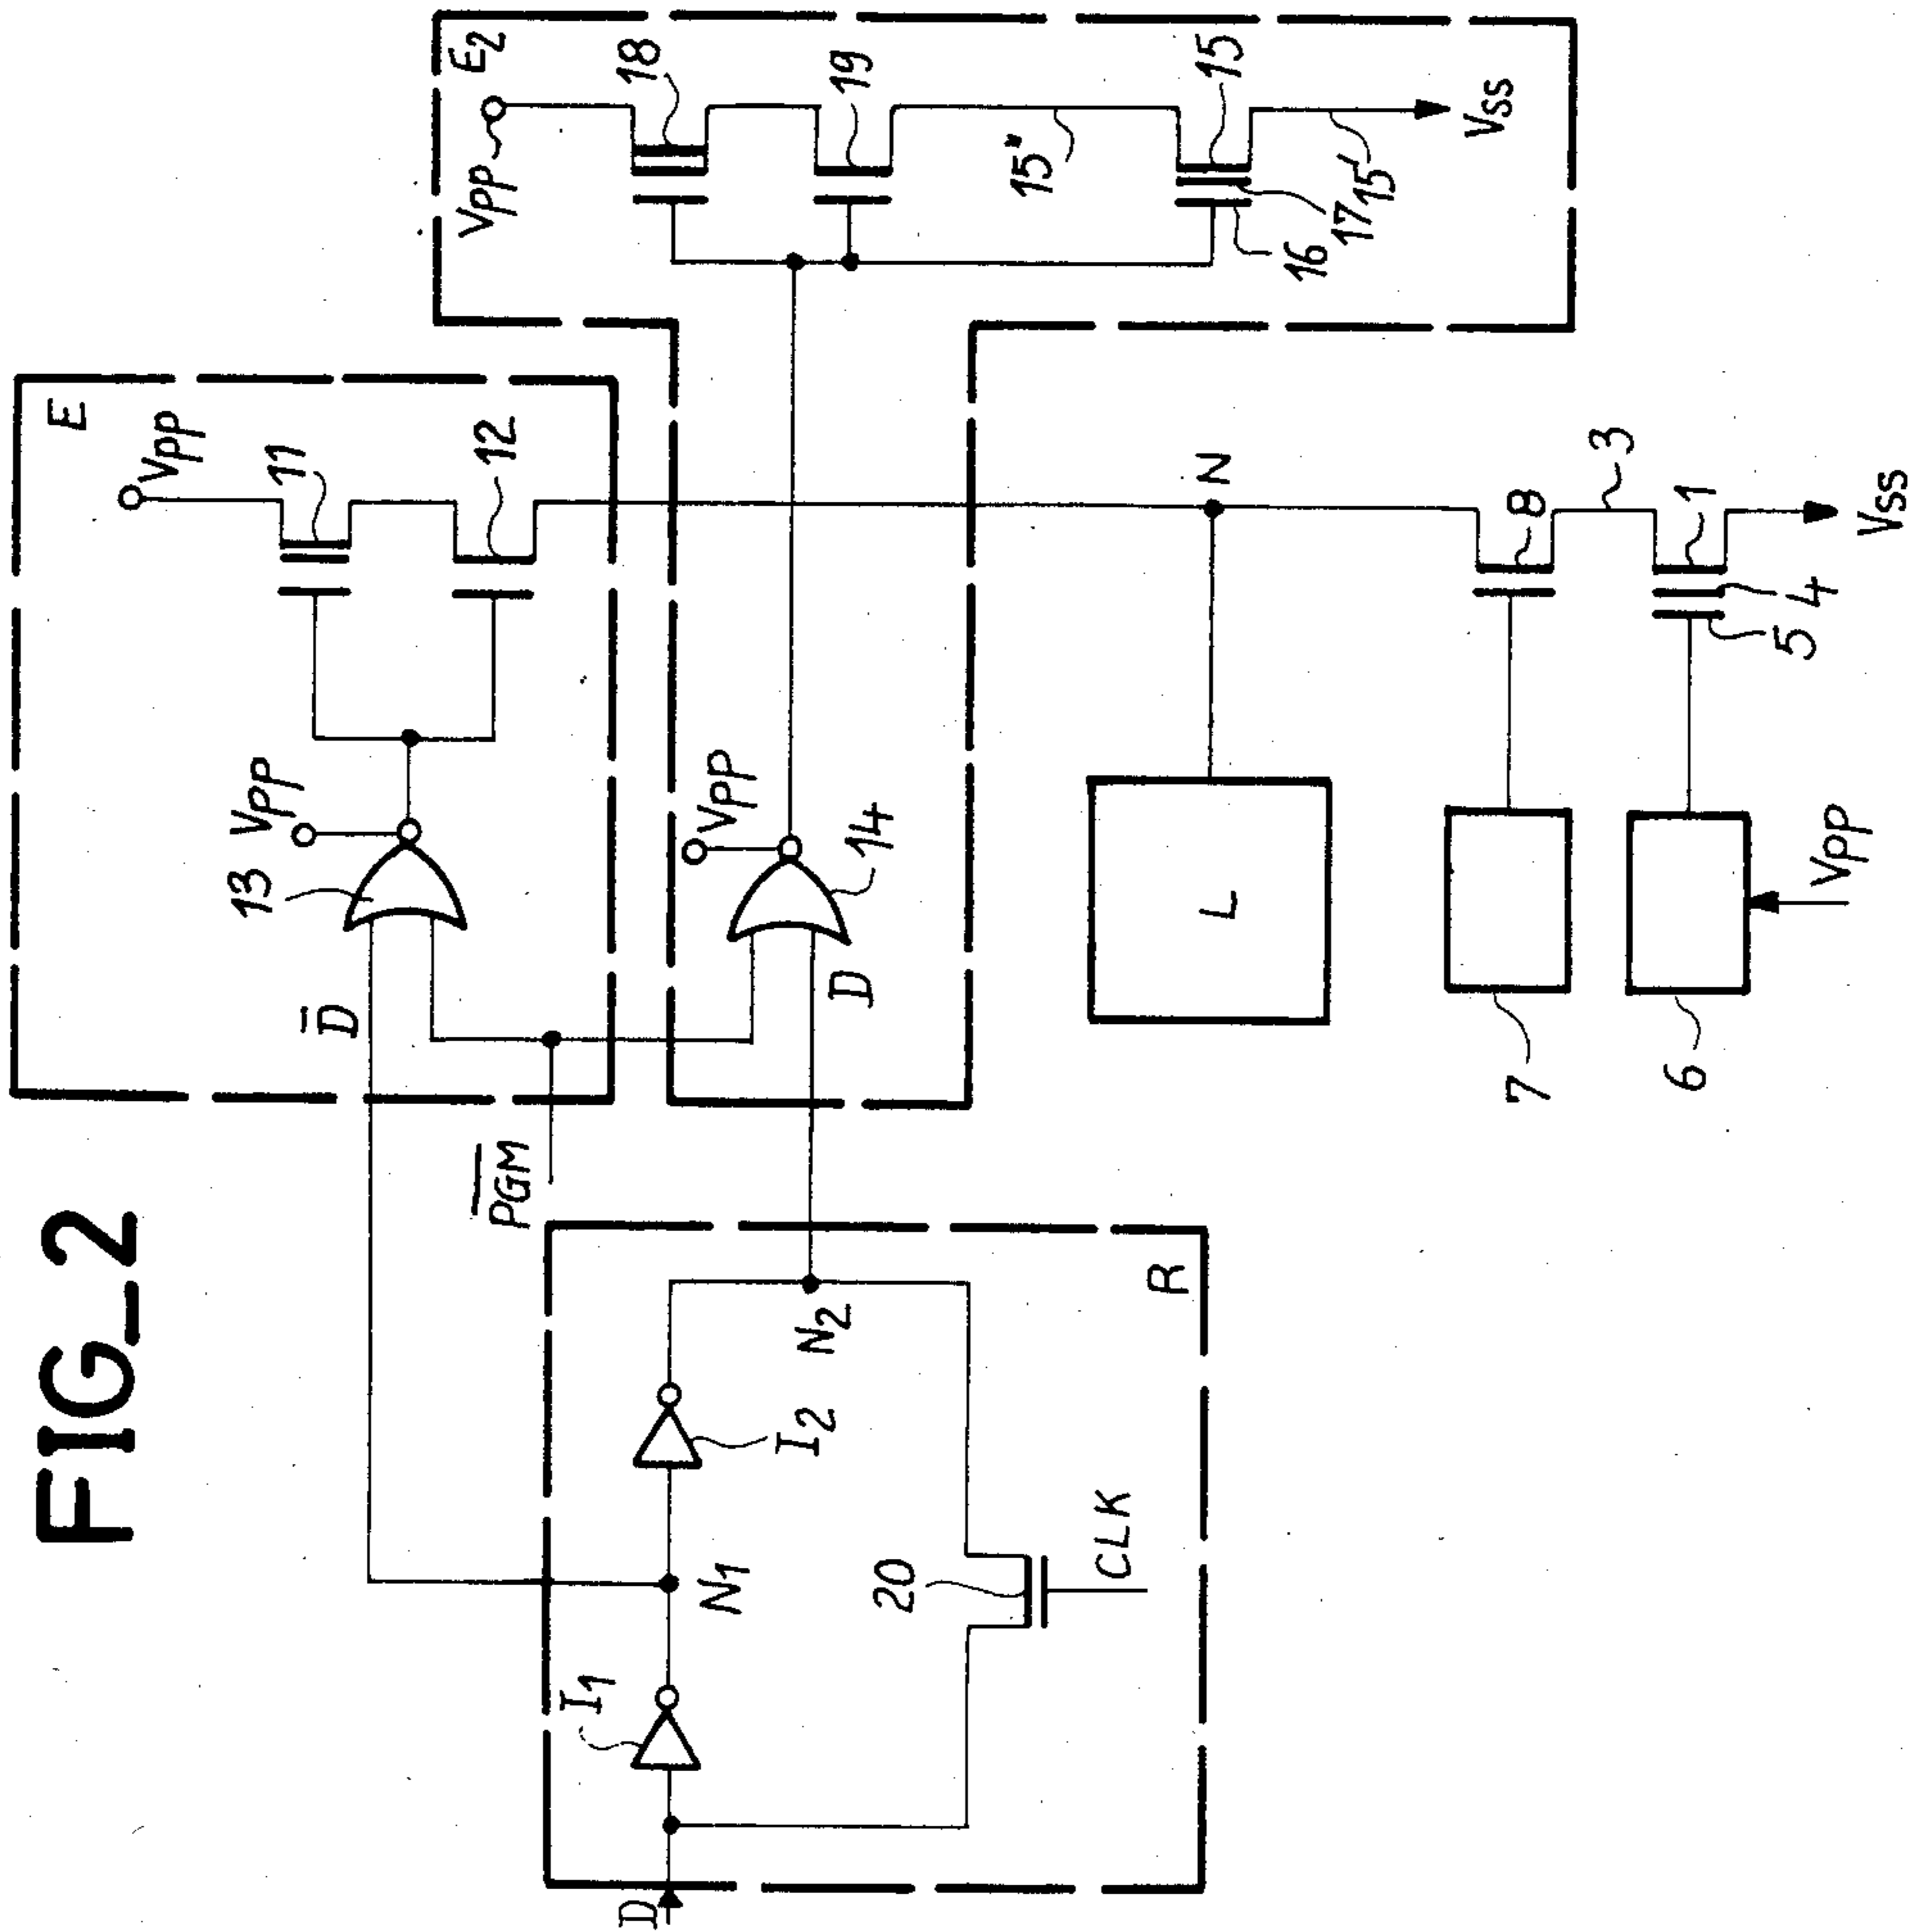 FIG_2
E
Vpp
11
12
Vpp
13
D̅
P̅G̅M̅
E2
Vpp
18
19
15"
15
15'
17
16
Vss
Vpp
14
D
N
L
8
3
1
4
5
Vss
7
6
Vpp
D
I1
N1
I2
N2
20
CLK
R